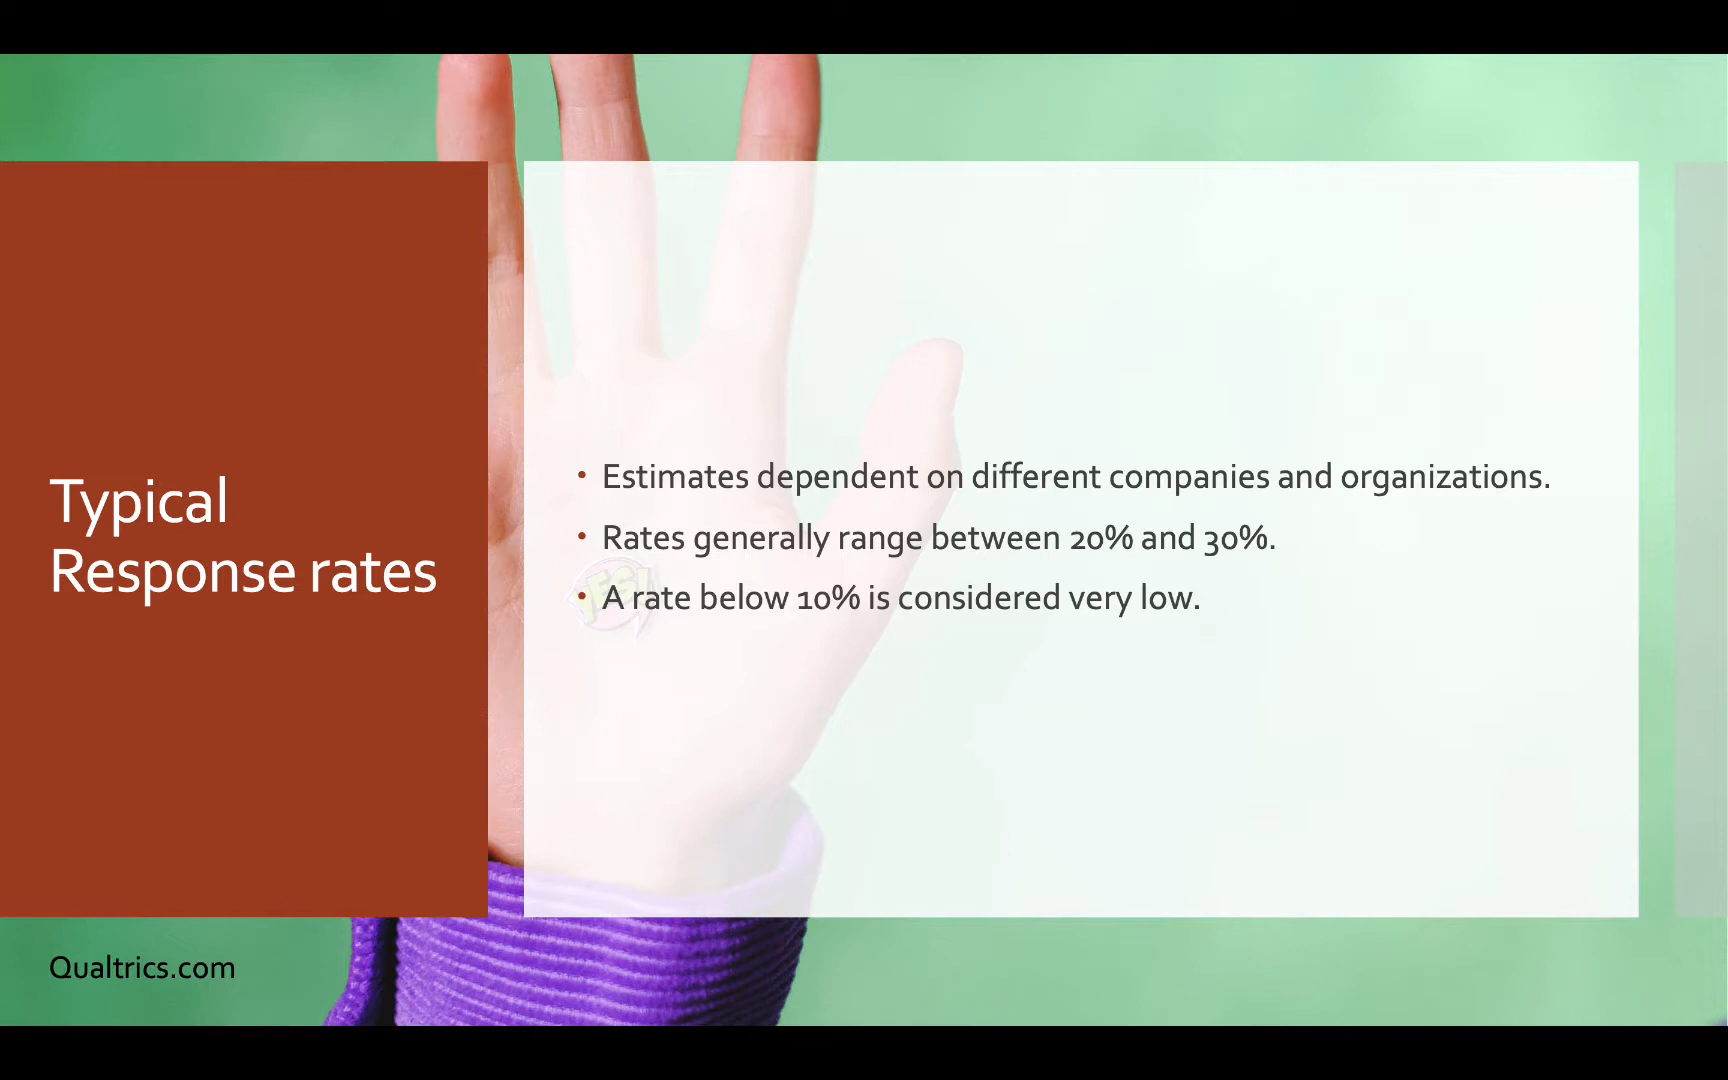 Typical
Response rates
• Estimates dependent on different companies and organizations.
• Rates generally range between 20% and 30%.
• A rate below 10% is considered very low.
YES!
Qualtrics.com